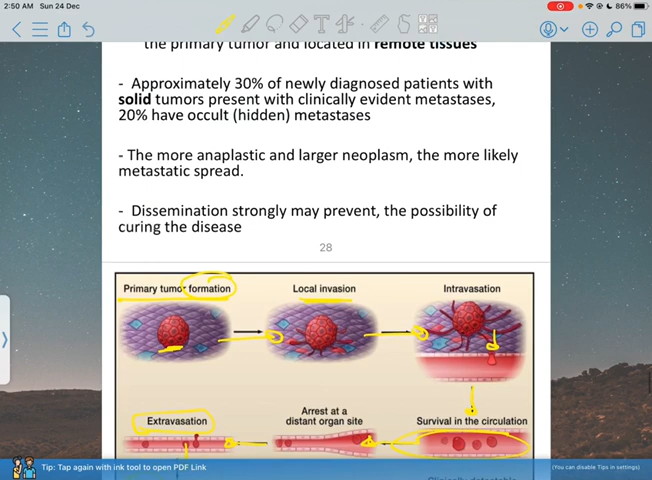 2:50 AM Sun 24 Dec
86%
the primary tumor and located in remote tissues
- Approximately 30% of newly diagnosed patients with
solid tumors present with clinically evident metastases,
20% have occult (hidden) metastases
- The more anaplastic and larger neoplasm, the more likely
metastatic spread.
- Dissemination strongly may prevent, the possibility of
curing the disease
28
Primary tumor formation
Local invasion
Intravasation
Extravasation
Arrest at a
distant organ site
Survival in the circulation
Clinically detectable
Tip: Tap again with ink tool to open PDF Link
(You can disable Tips in settings)